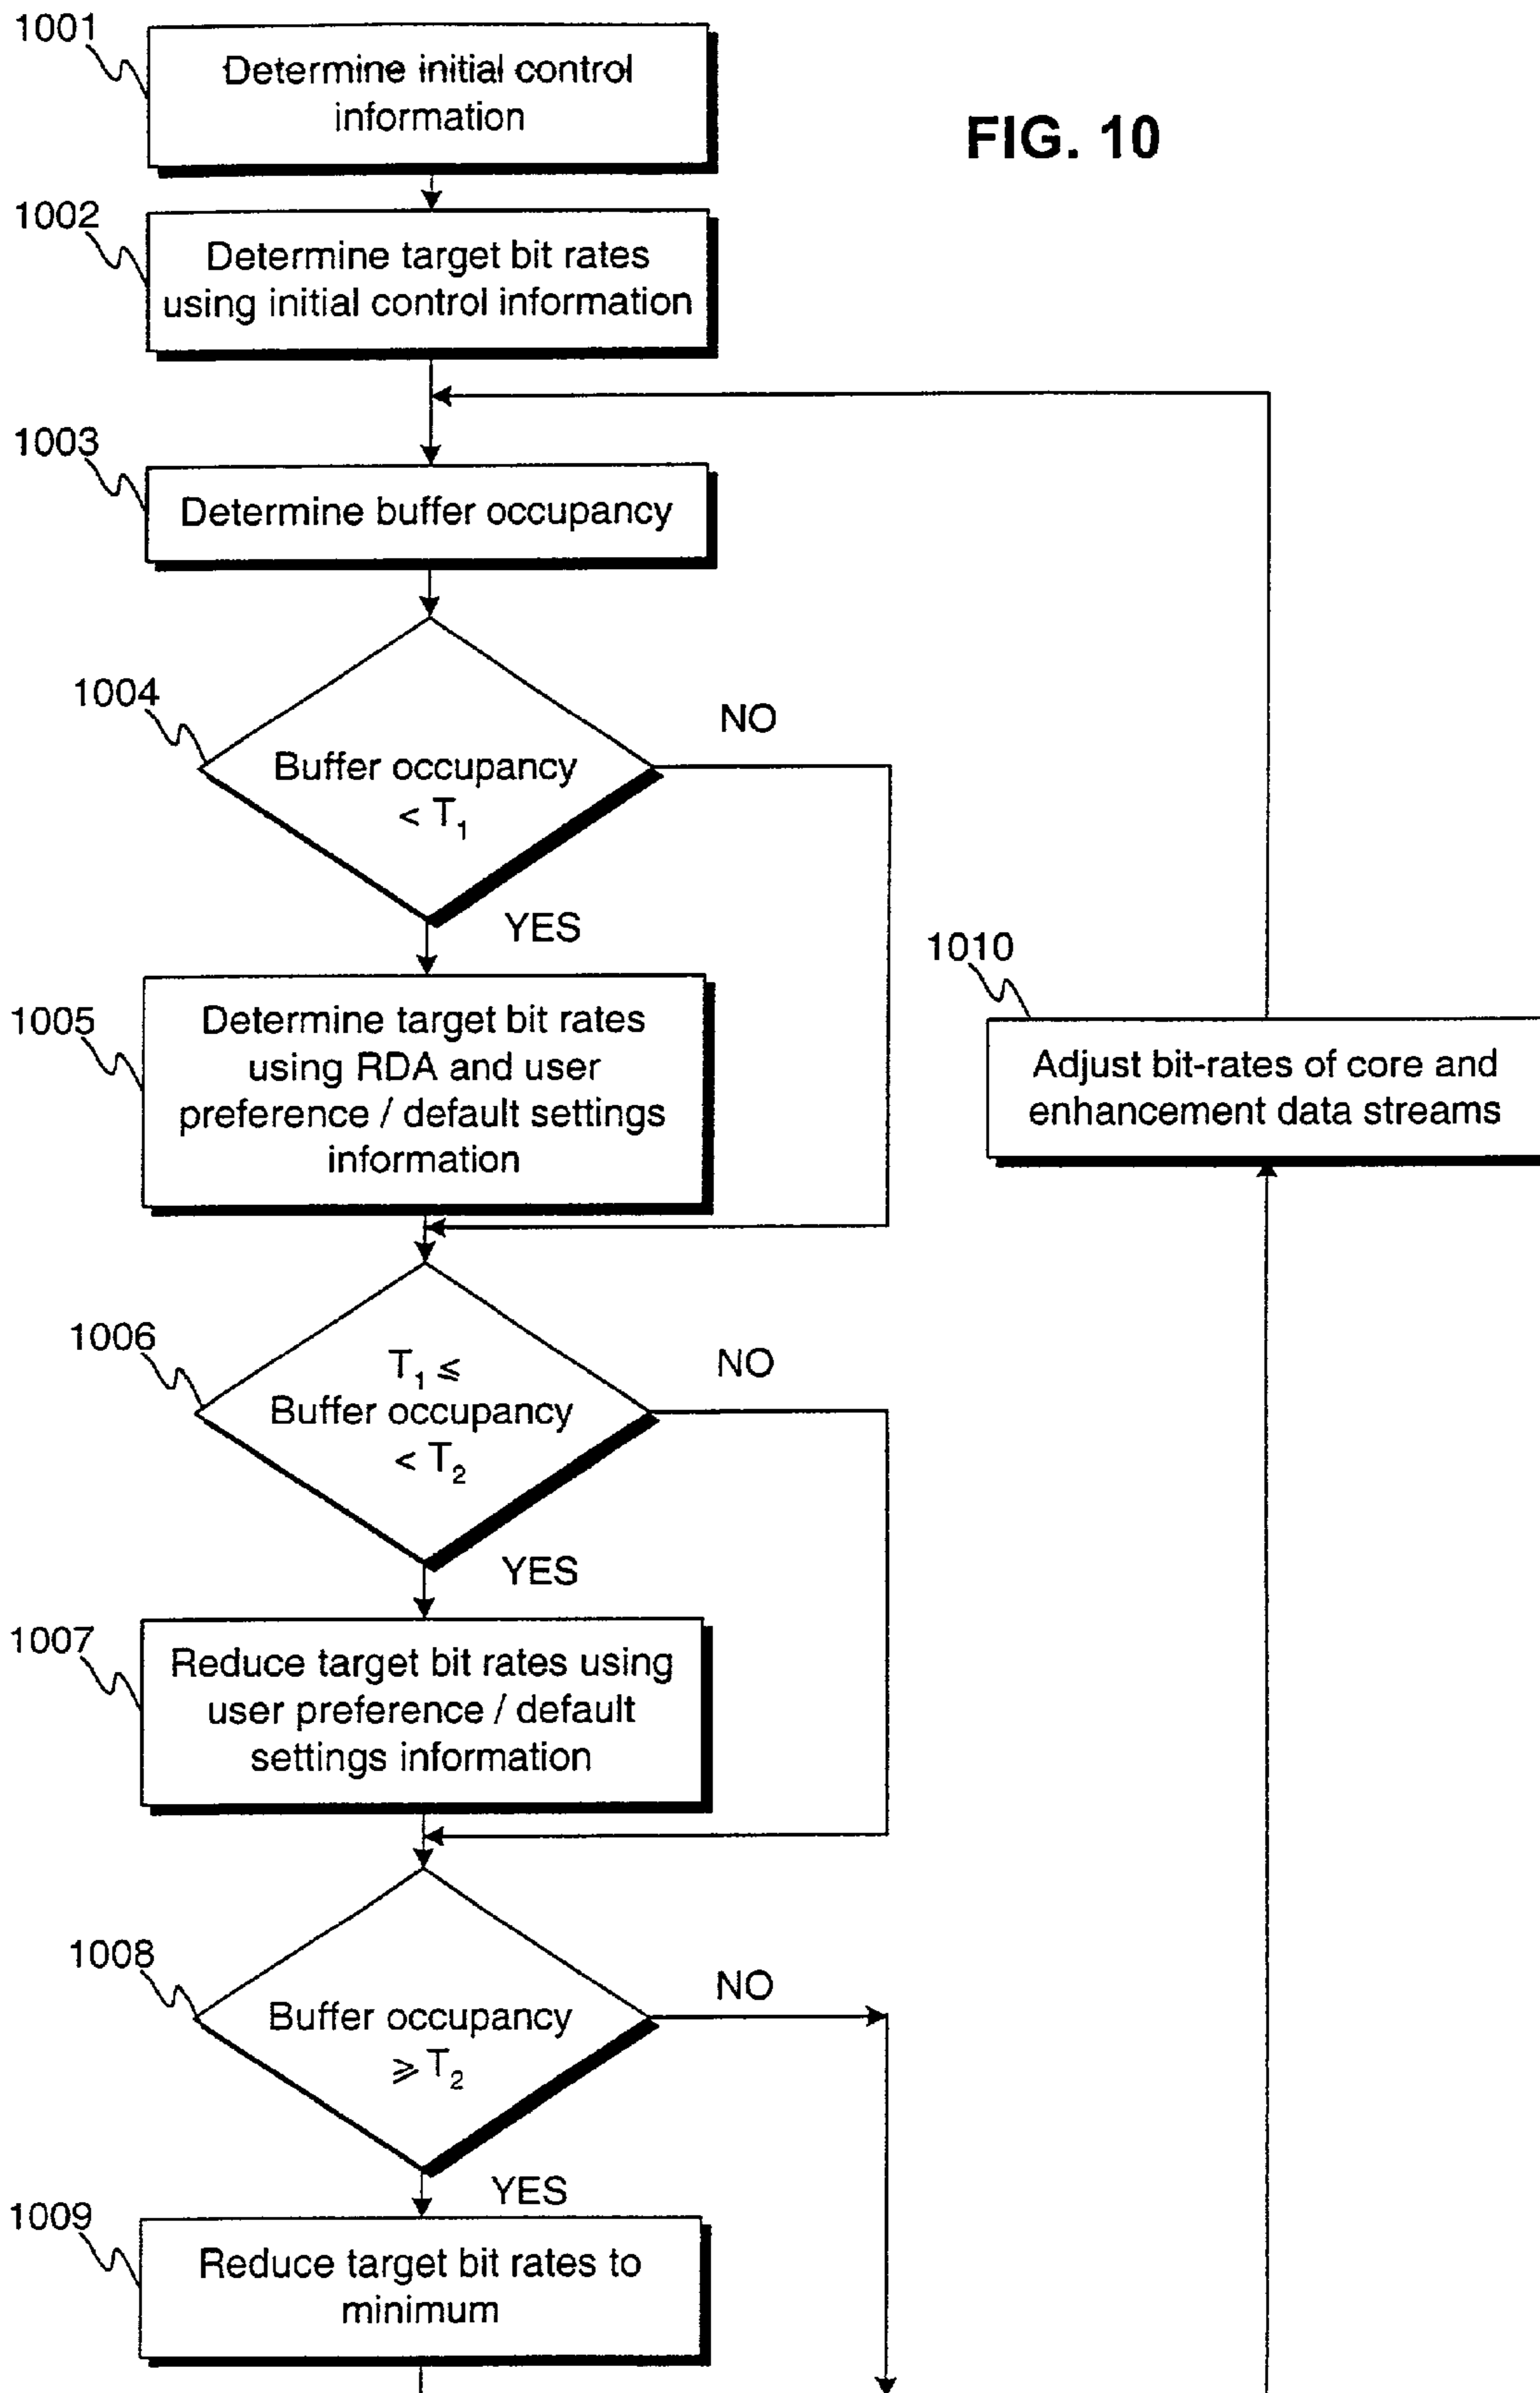 FIG. 10
1001
Determine initial control
information
1002
Determine target bit rates
using initial control information
1003
Determine buffer occupancy
1004
Buffer occupancy
< T1
NO
YES
1005
Determine target bit rates
using RDA and user
preference / default settings
information
1010
Adjust bit-rates of core and
enhancement data streams
1006
T1 ⩽
Buffer occupancy
< T2
NO
YES
1007
Reduce target bit rates using
user preference / default
settings information
1008
Buffer occupancy
⩾ T2
NO
YES
1009
Reduce target bit rates to
minimum